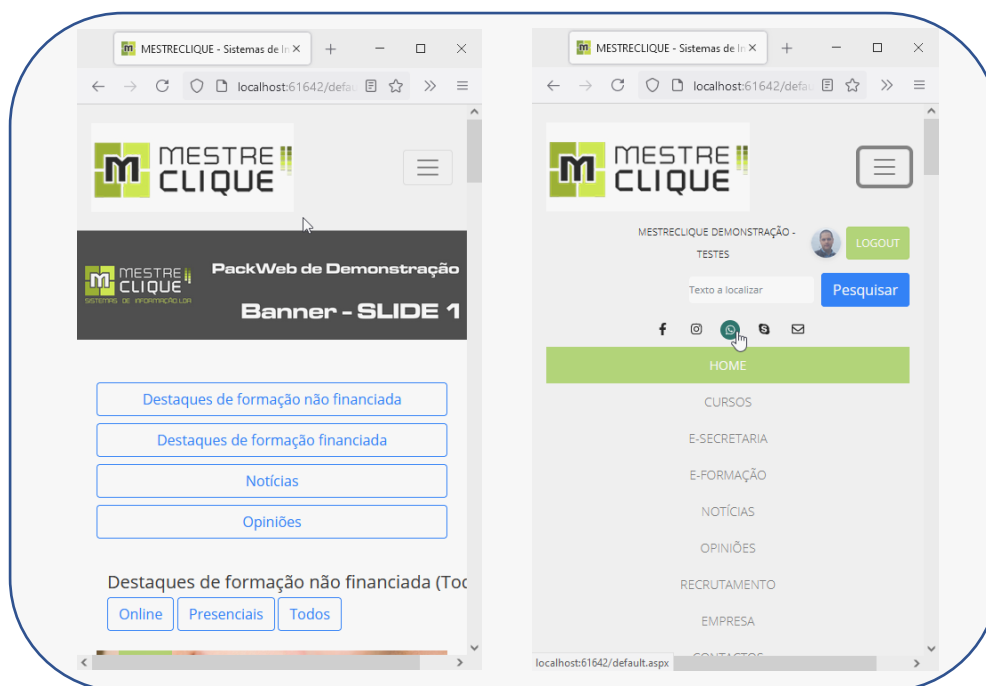 MESTRECLIQUE - Sistemas de In
localhost:61642/defau
MESTRE
CLIQUE
MESTRE
CLIQUE
SISTEMAS DE INFORMAÇÃO,LDA
PackWeb de Demonstração
Banner - SLIDE 1
Destaques de formação não financiada
Destaques de formação financiada
Notícias
Opiniões
Destaques de formação não financiada (Tod
Online
Presenciais
Todos
MESTRECLIQUE - Sistemas de In
localhost:61642/defau
MESTRE
CLIQUE
MESTRECLIQUE DEMONSTRAÇÃO -
TESTES
LOGOUT
Texto a localizar
Pesquisar
HOME
CURSOS
E-SECRETARIA
E-FORMAÇÃO
NOTÍCIAS
OPINIÕES
RECRUTAMENTO
EMPRESA
CONTACTOS
localhost:61642/default.aspx